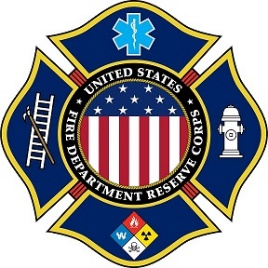 UNITED STATES
FIRE DEPARTMENT RESERVE CORPS
W